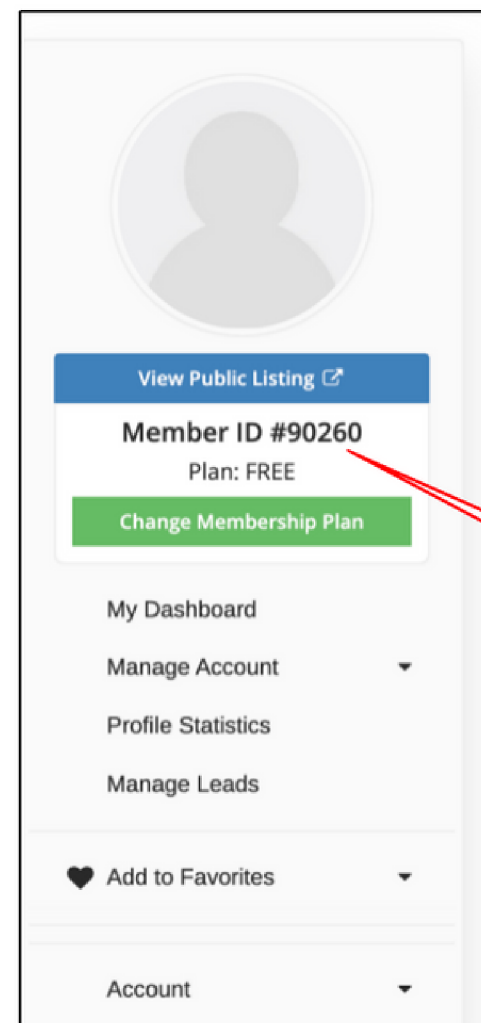 View Public Listing
Member ID #90260
Plan: FREE
Change Membership Plan
My Dashboard
Manage Account
Profile Statistics
Manage Leads
Add to Favorites
Account